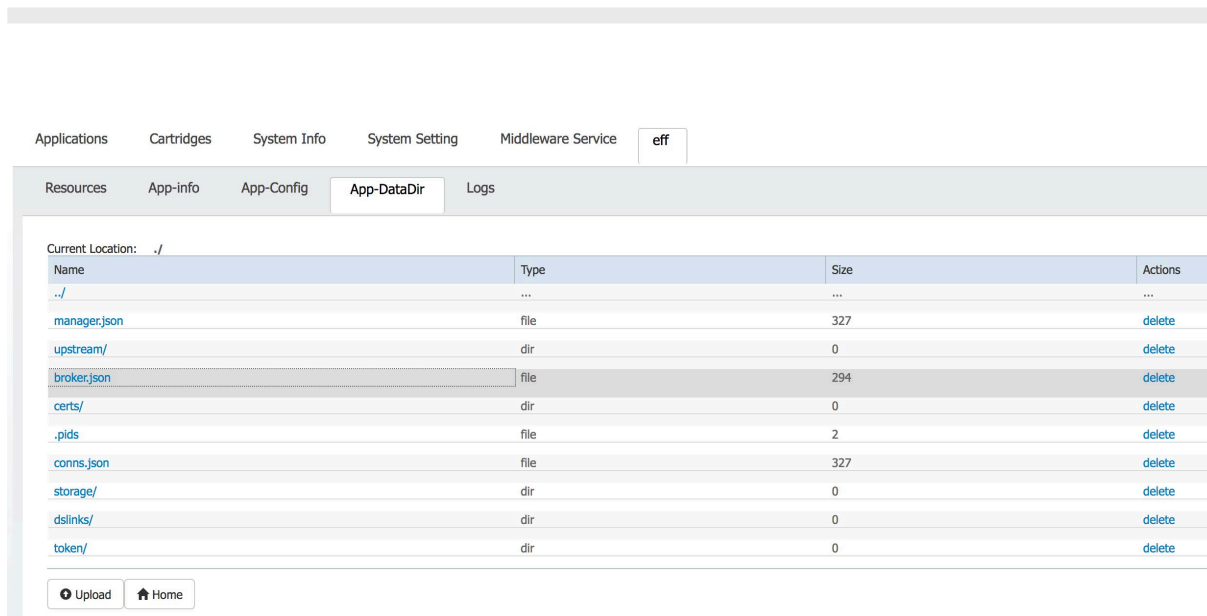 Applications Cartridges System Info System Setting Middleware Service eff
Resources App-info App-Config App-DataDir Logs
Current Location: ./
Name Type Size Actions
../ ... ... ...
manager.json file 327 delete
upstream/ dir 0 delete
broker.json file 294 delete
certs/ dir 0 delete
.pids file 2 delete
conns.json file 327 delete
storage/ dir 0 delete
dslinks/ dir 0 delete
token/ dir 0 delete
Upload Home